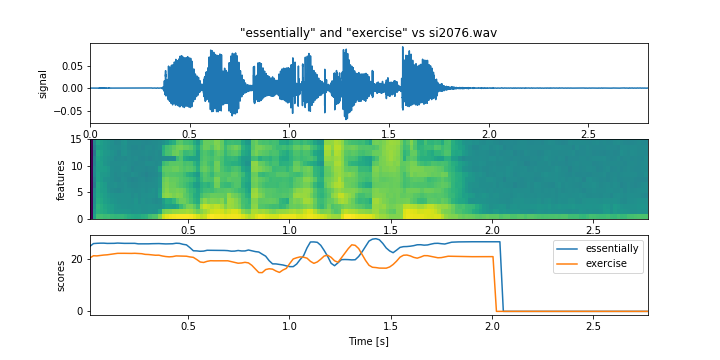 "essentially" and "exercise" vs si2076.wav
signal
0.05
0.00
−0.05
0.0 0.5 1.0 1.5 2.0 2.5
features
15
10
5
0
0.5 1.0 1.5 2.0 2.5
scores
20
0
essentially
exercise
0.5 1.0 1.5 2.0 2.5
Time [s]